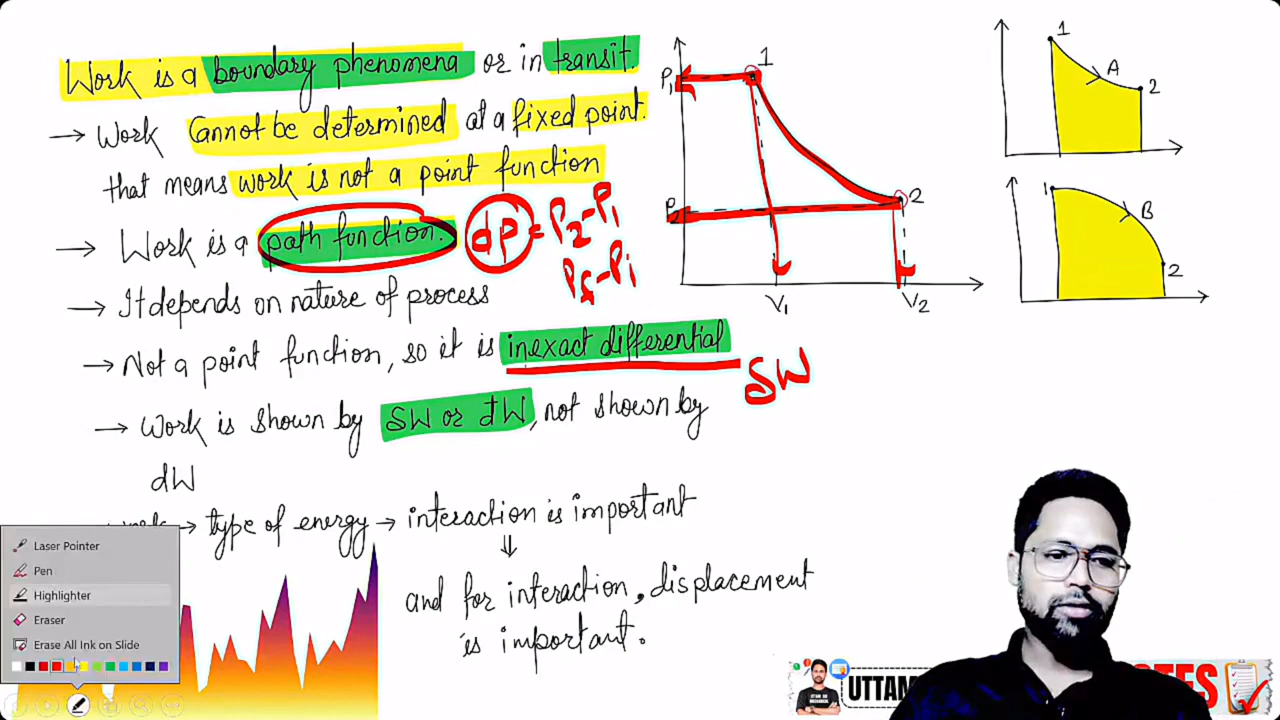 Work is a boundary phenomena or in transit.
→ Work Cannot be determined at a fixed point.
that means work is not a point function
→ Work is a path function. dP = P2-P1
Pf-Pi
→ It depends on nature of process
→ Not a point function, so it is inexact differential
δW
→ Work is shown by δW or đW, not shown by
dW
→ type of energy → interaction is important
⇓
and for interaction, displacement
is important.
P1
1
2
V1
V2
1
A
2
1
B
2
Laser Pointer
Pen
Highlighter
Eraser
Erase All Ink on Slide
UTTAM